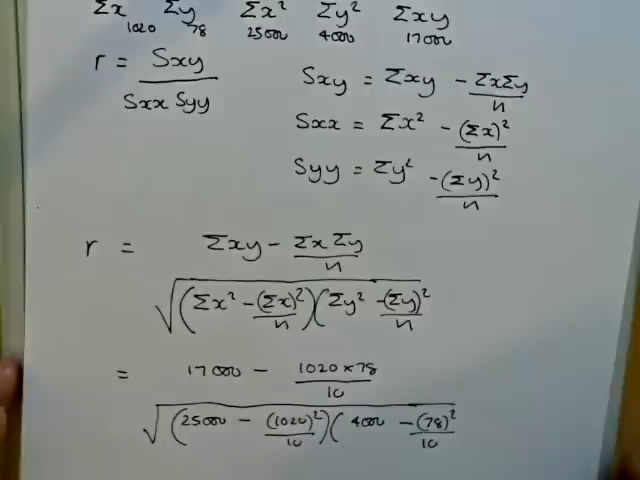 Σx Σy Σx² Σy² Σxy
1020 78 25000 4000 17000
r = Sxy / Sxx Syy
Sxy = Σxy - ΣxΣy/n
Sxx = Σx² - (Σx)²/n
Syy = Σy² - (Σy)²/n
r = Σxy - Σx Σy/n
√(Σx² - (Σx)²/n)(Σy² - (Σy)²/n
= 17000 - 1020 x 78/10
√(25000 - (1020)²/10)(4000 - (78)²/10